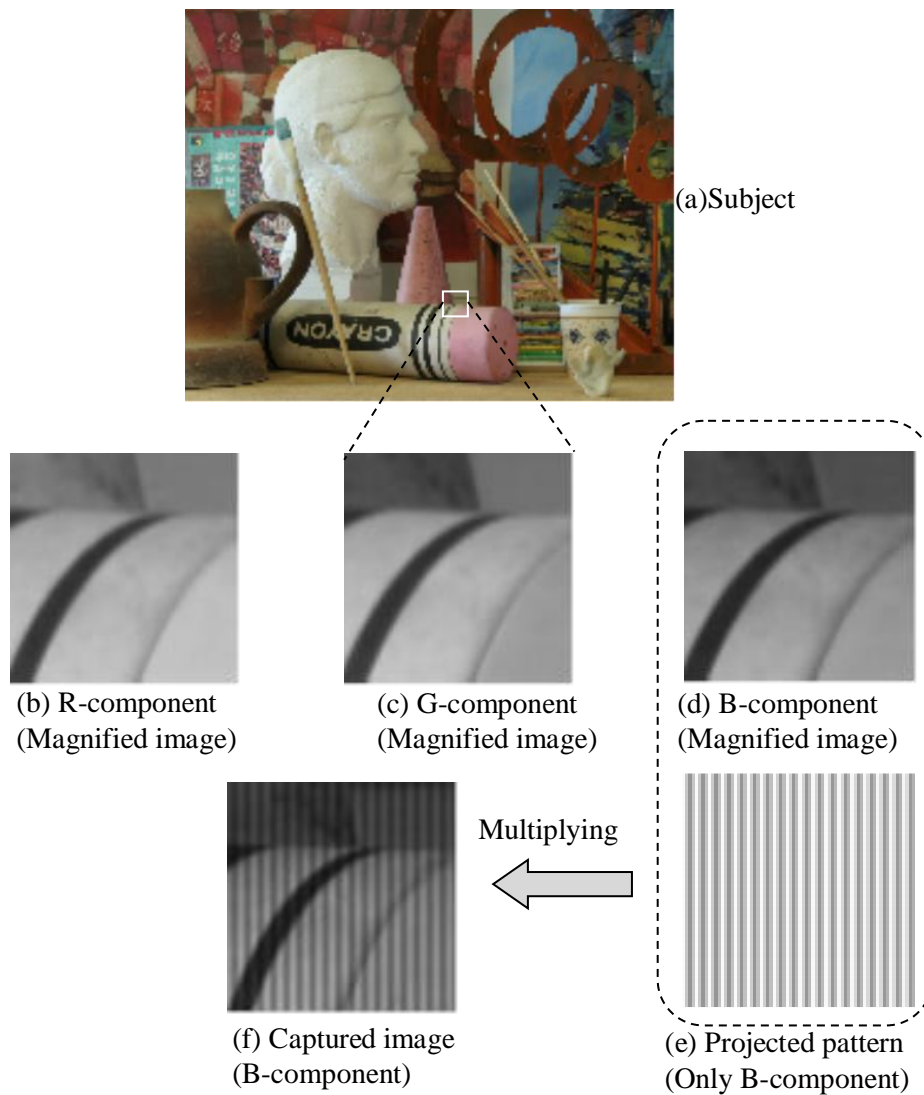 (a)Subject
CRAYON
(b) R-component
(Magnified image)
(c) G-component
(Magnified image)
(d) B-component
(Magnified image)
Multiplying
(f) Captured image
(B-component)
(e) Projected pattern
(Only B-component)